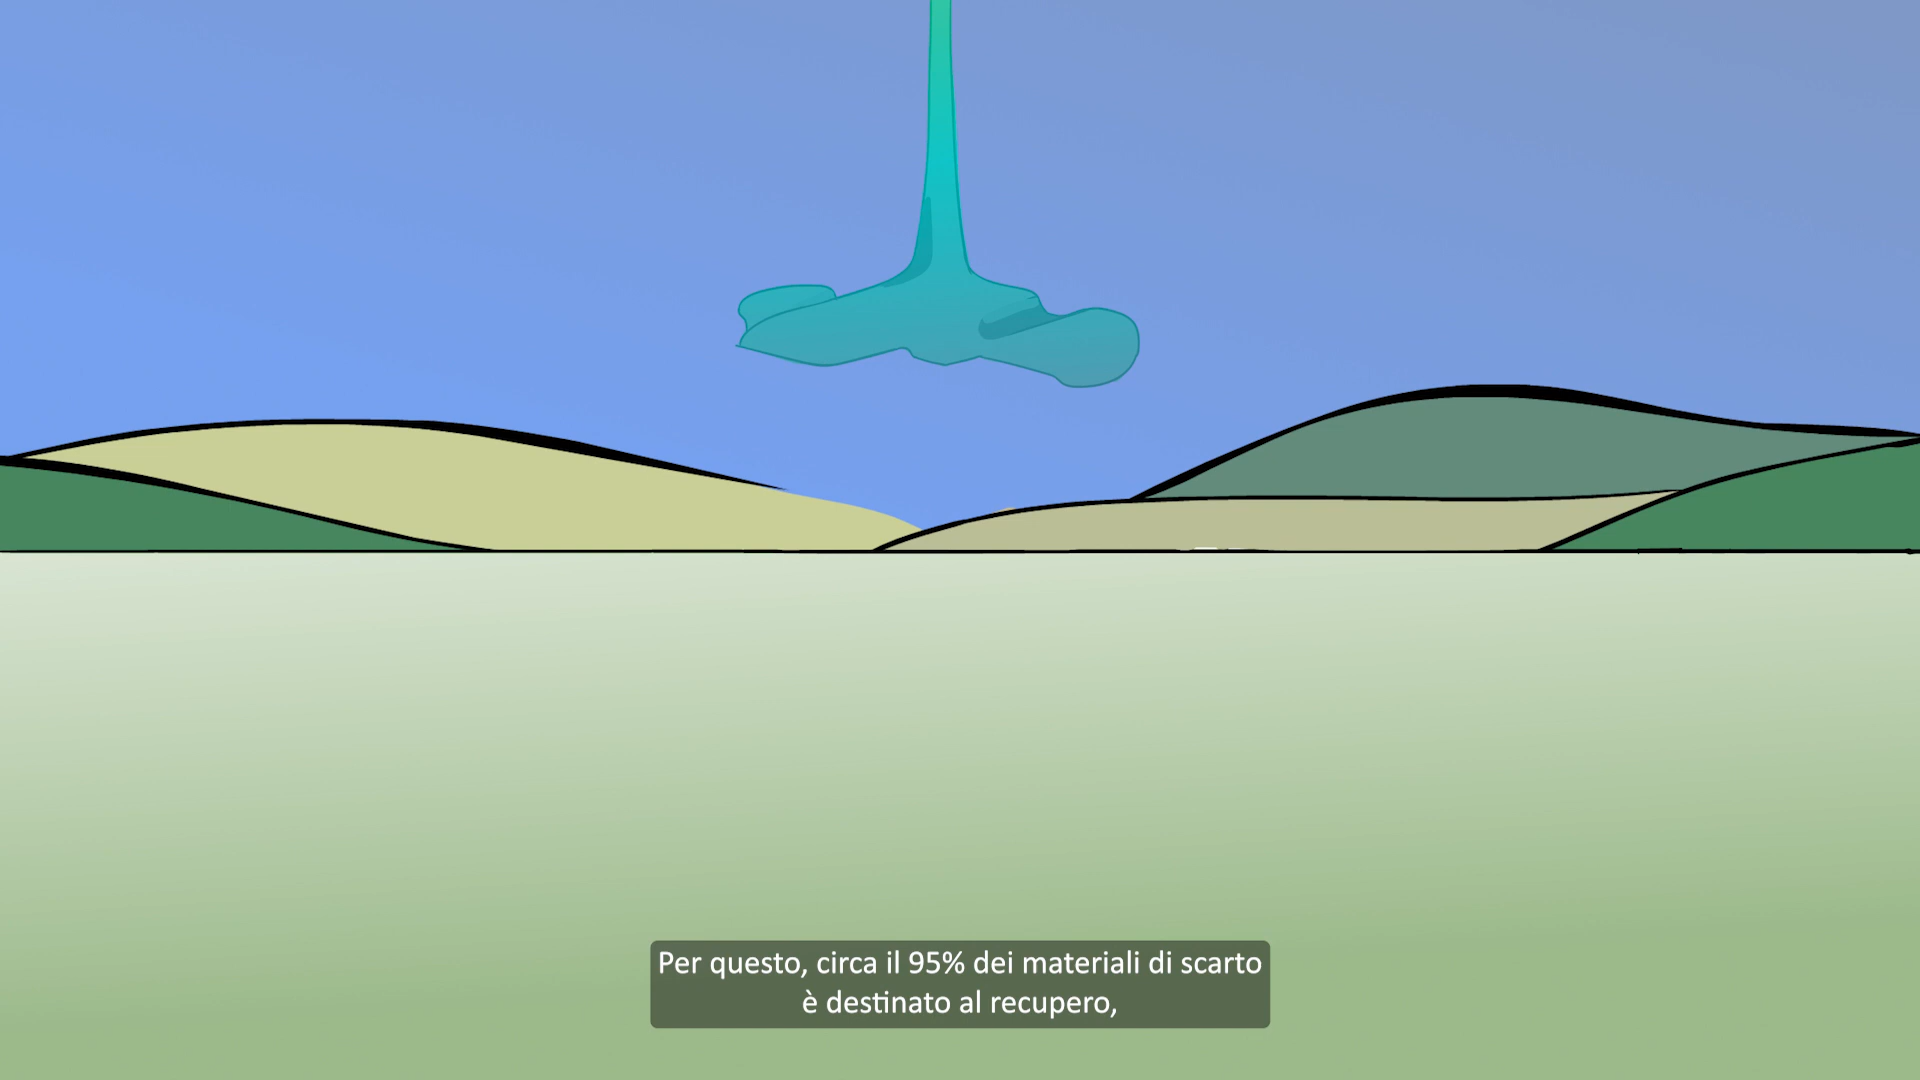 Per questo, circa il 95% dei materiali di scarto
è destinato al recupero,